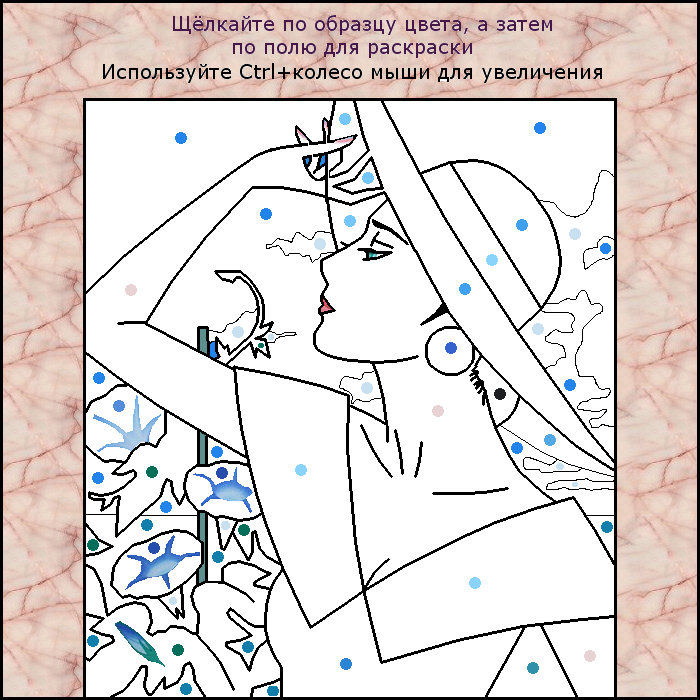 Щёлкайте по образцу цвета, а затем
по полю для раскраски
Используйте Ctrl+колесо мыши для увеличения